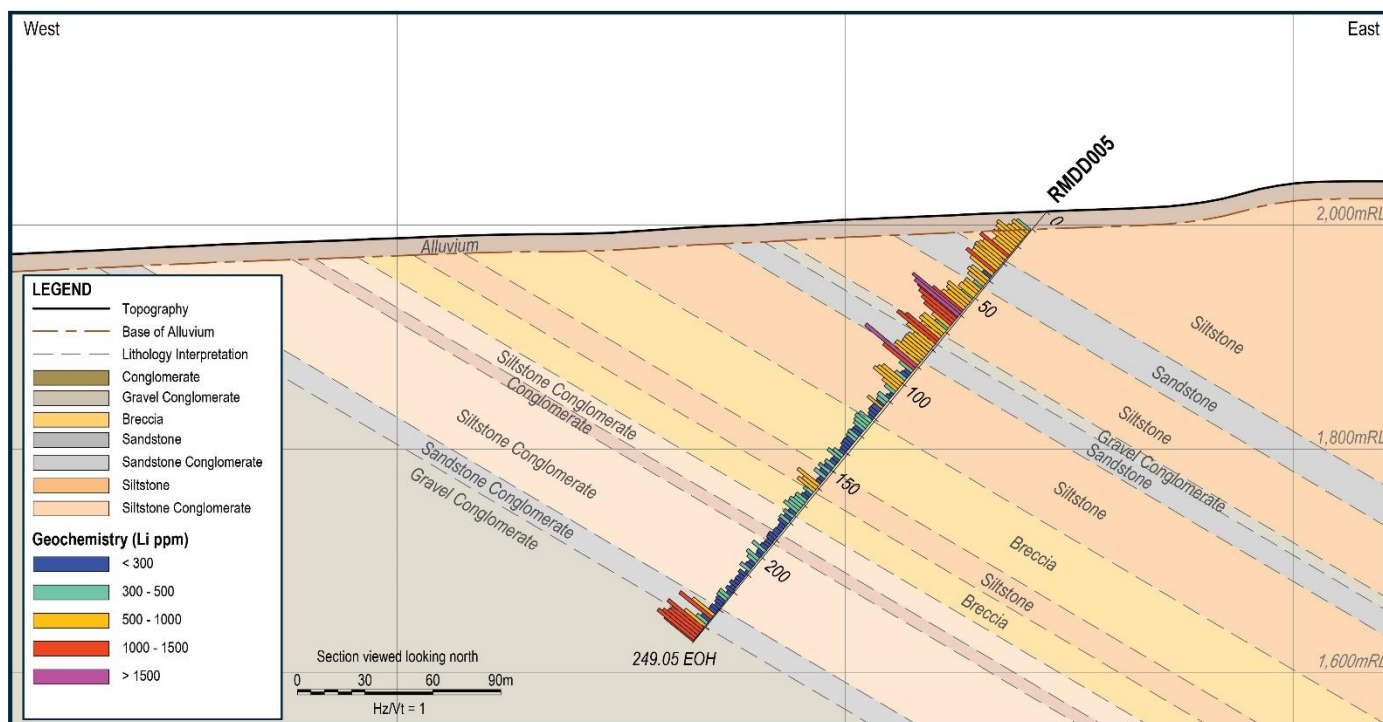 West
East
RMDD005
0
2,000mRL
Alluvium
LEGEND
Topography
Base of Alluvium
Lithology Interpretation
Conglomerate
Gravel Conglomerate
Breccia
Sandstone
Sandstone Conglomerate
Siltstone
Siltstone Conglomerate
Geochemistry (Li ppm)
< 300
300 - 500
500 - 1000
1000 - 1500
> 1500
50
100
150
200
249.05 EOH
Siltstone
Sandstone
Siltstone
Gravel Conglomerate
Sandstone
Siltstone
Breccia
Siltstone
Breccia
Siltstone Conglomerate
Conglomerate
Siltstone Conglomerate
Sandstone Conglomerate
Gravel Conglomerate
1,800mRL
1,600mRL
Section viewed looking north
0 30 60 90m
Hz/Vt = 1